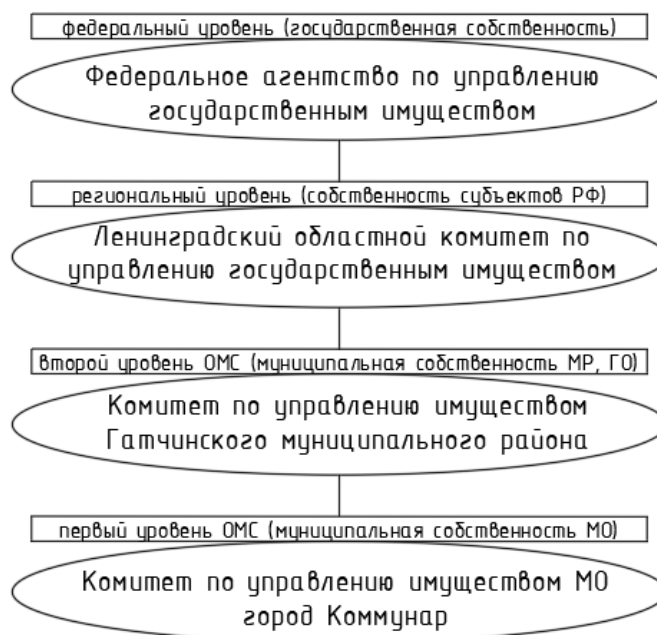 федеральный уровень (государственная собственность)
Федеральное агентство по управлению
государственным имуществом
региональный уровень (собственность субъектов РФ)
Ленинградский областной комитет по
управлению государственным имуществом
второй уровень ОМС (муниципальная собственность МР, ГО)
Комитет по управлению имуществом
Гатчинского муниципального района
первый уровень ОМС (муниципальная собственность МО)
Комитет по управлению имуществом МО
город Коммунар